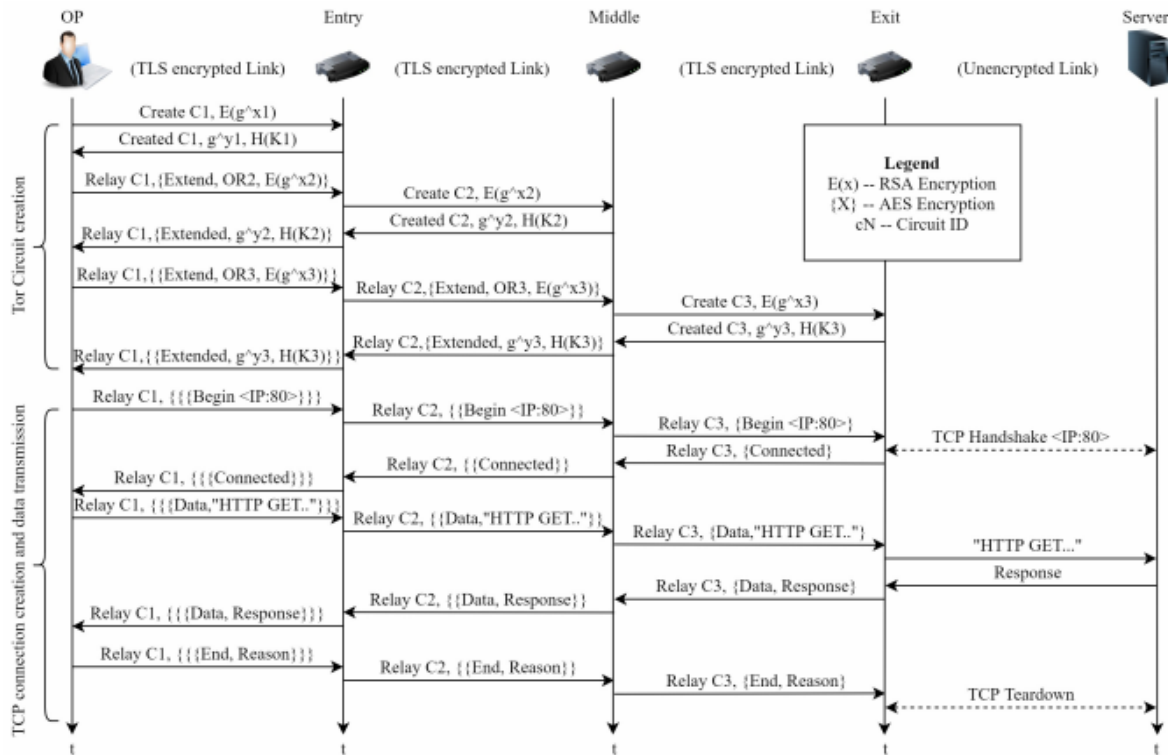 OP
Entry
Middle
Exit
Server
(TLS encrypted Link)
(TLS encrypted Link)
(TLS encrypted Link)
(Unencrypted Link)
Tor Circuit creation
Create C1, E(g^x1)
Created C1, g^y1, H(K1)
Legend
E(x) -- RSA Encryption
{X} -- AES Encryption
cN -- Circuit ID
Relay C1,{Extend, OR2, E(g^x2)}
Create C2, E(g^x2)
Created C2, g^y2, H(K2)
Relay C1,{Extended, g^y2, H(K2)}
Relay C1,{{Extend, OR3, E(g^x3)}}
Relay C2,{Extend, OR3, E(g^x3)}
Create C3, E(g^x3)
Created C3, g^y3, H(K3)
Relay C2,{Extended, g^y3, H(K3)}
Relay C1,{{Extended, g^y3, H(K3)}}
TCP connection creation and data transmission
Relay C1, {{{Begin <IP:80>}}}
Relay C2, {{Begin <IP:80>}}
Relay C3, {Begin <IP:80>}
TCP Handshake <IP:80>
Relay C3, {Connected}
Relay C2, {{Connected}}
Relay C1, {{{Connected}}}
Relay C1, {{{Data,"HTTP GET.."}}}
Relay C2, {{Data,"HTTP GET.."}}
Relay C3, {Data,"HTTP GET.."}
"HTTP GET..."
Response
Relay C3, {Data, Response}
Relay C2, {{Data, Response}}
Relay C1, {{{Data, Response}}}
Relay C1, {{{End, Reason}}}
Relay C2, {{End, Reason}}
Relay C3, {End, Reason}
TCP Teardown
t
t
t
t
t